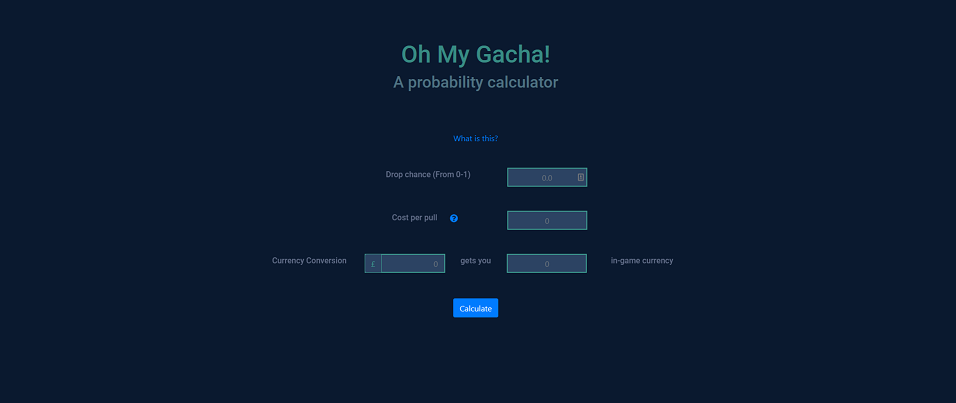 Oh My Gacha!
A probability calculator
What is this?
Drop chance (From 0-1) 0.0
Cost per pull ? 0
Currency Conversion £ 0 gets you 0 in-game currency
Calculate